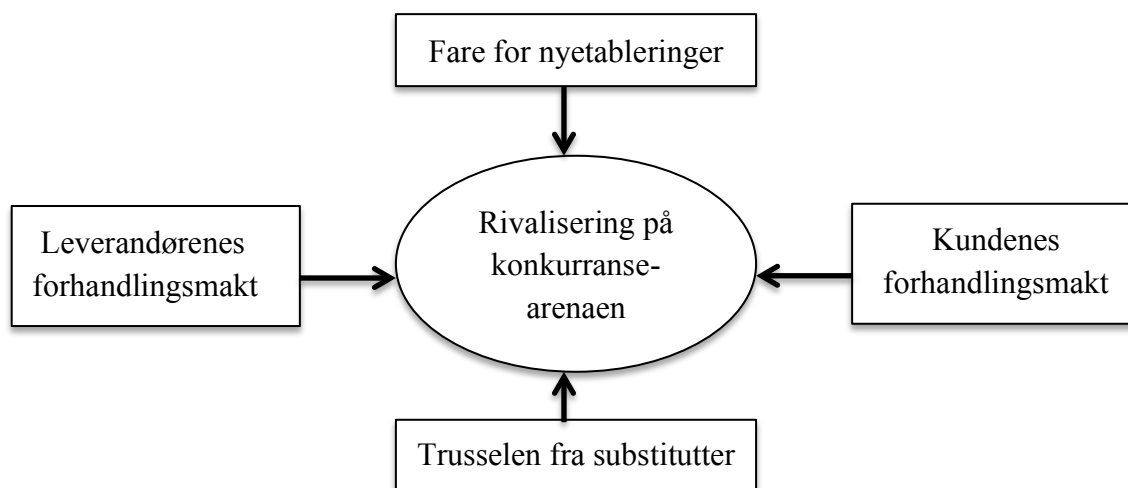 Fare for nyetableringer
Leverandørenes
forhandlingsmakt
Rivalisering på
konkurranse-
arenaen
Kundenes
forhandlingsmakt
Trusselen fra substitutter